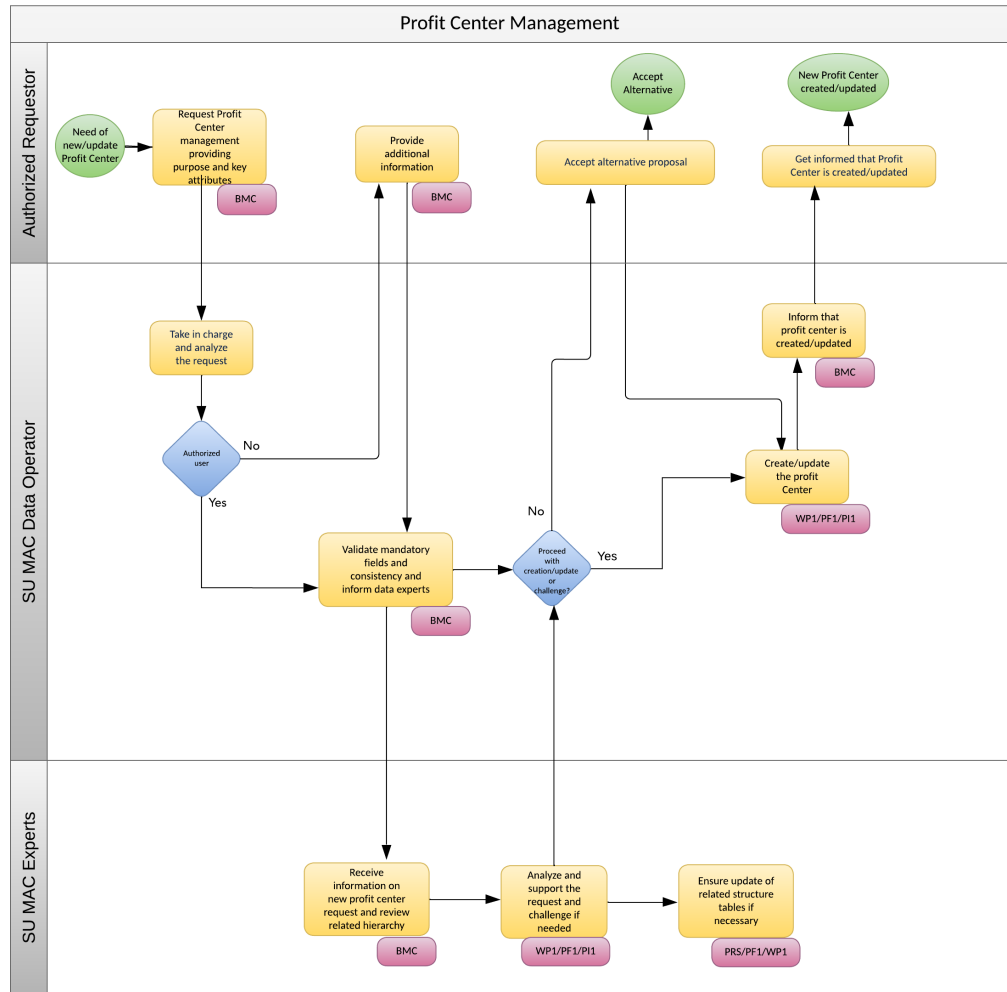 Profit Center Management
Authorized Requestor
Need of
new/update
Profit Center
Request Profit
Center
management
providing
purpose and key
attributes
BMC
Provide
additional
information
BMC
Accept
Alternative
Accept alternative proposal
New Profit Center
created/updated
Get informed that Profit
Center is created/updated
SU MAC Data Operator
Take in charge
and analyze
the request
Authorized
user
No
Yes
Validate mandatory
fields and
consistency and
inform data experts
BMC
Proceed
with
creation/update
or
challenge?
No
Yes
Inform that
profit center is
created/updated
BMC
Create/update
the profit
Center
WP1/PF1/PI1
SU MAC Experts
Receive
information on
new profit center
request and review
related hierarchy
BMC
Analyze and
support the
request and
challenge if
needed
WP1/PF1/PI1
Ensure update of
related structure
tables if
necessary
PRS/PF1/WP1